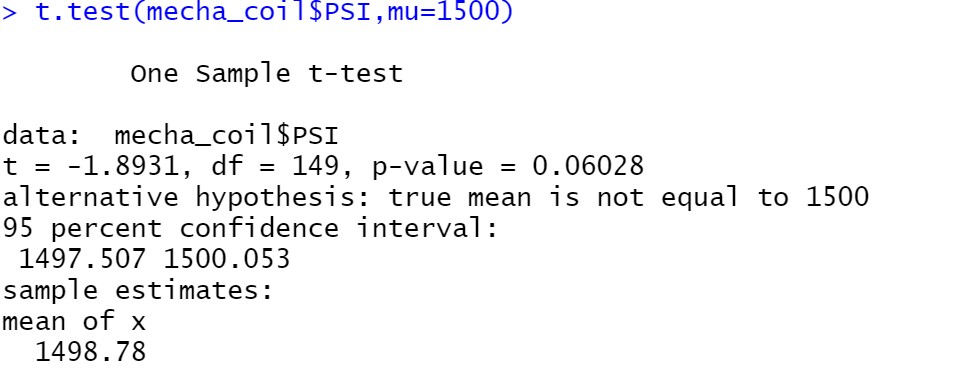 > t.test(mecha_coil$PSI,mu=1500)
One Sample t-test
data:  mecha_coil$PSI
t = -1.8931, df = 149, p-value = 0.06028
alternative hypothesis: true mean is not equal to 1500
95 percent confidence interval:
1497.507 1500.053
sample estimates:
mean of x
1498.78